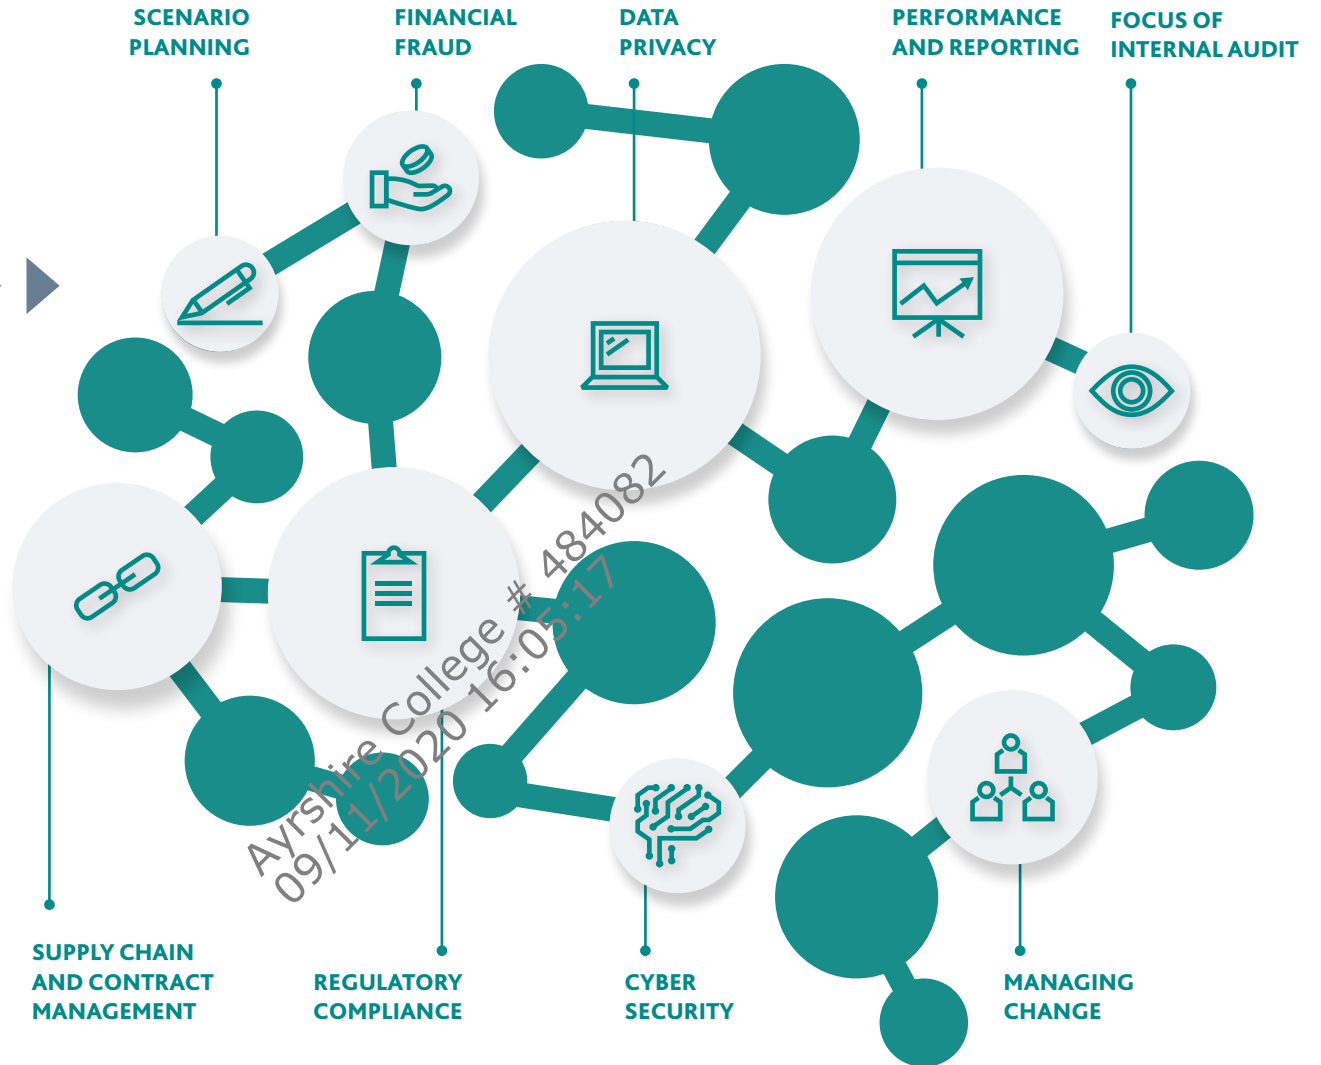 SCENARIO
PLANNING
FINANCIAL
FRAUD
DATA
PRIVACY
PERFORMANCE
AND REPORTING
FOCUS OF
INTERNAL AUDIT
Ayrshire College # 484082
09/11/2020 16:05:17
SUPPLY CHAIN
AND CONTRACT
MANAGEMENT
REGULATORY
COMPLIANCE
CYBER
SECURITY
MANAGING
CHANGE